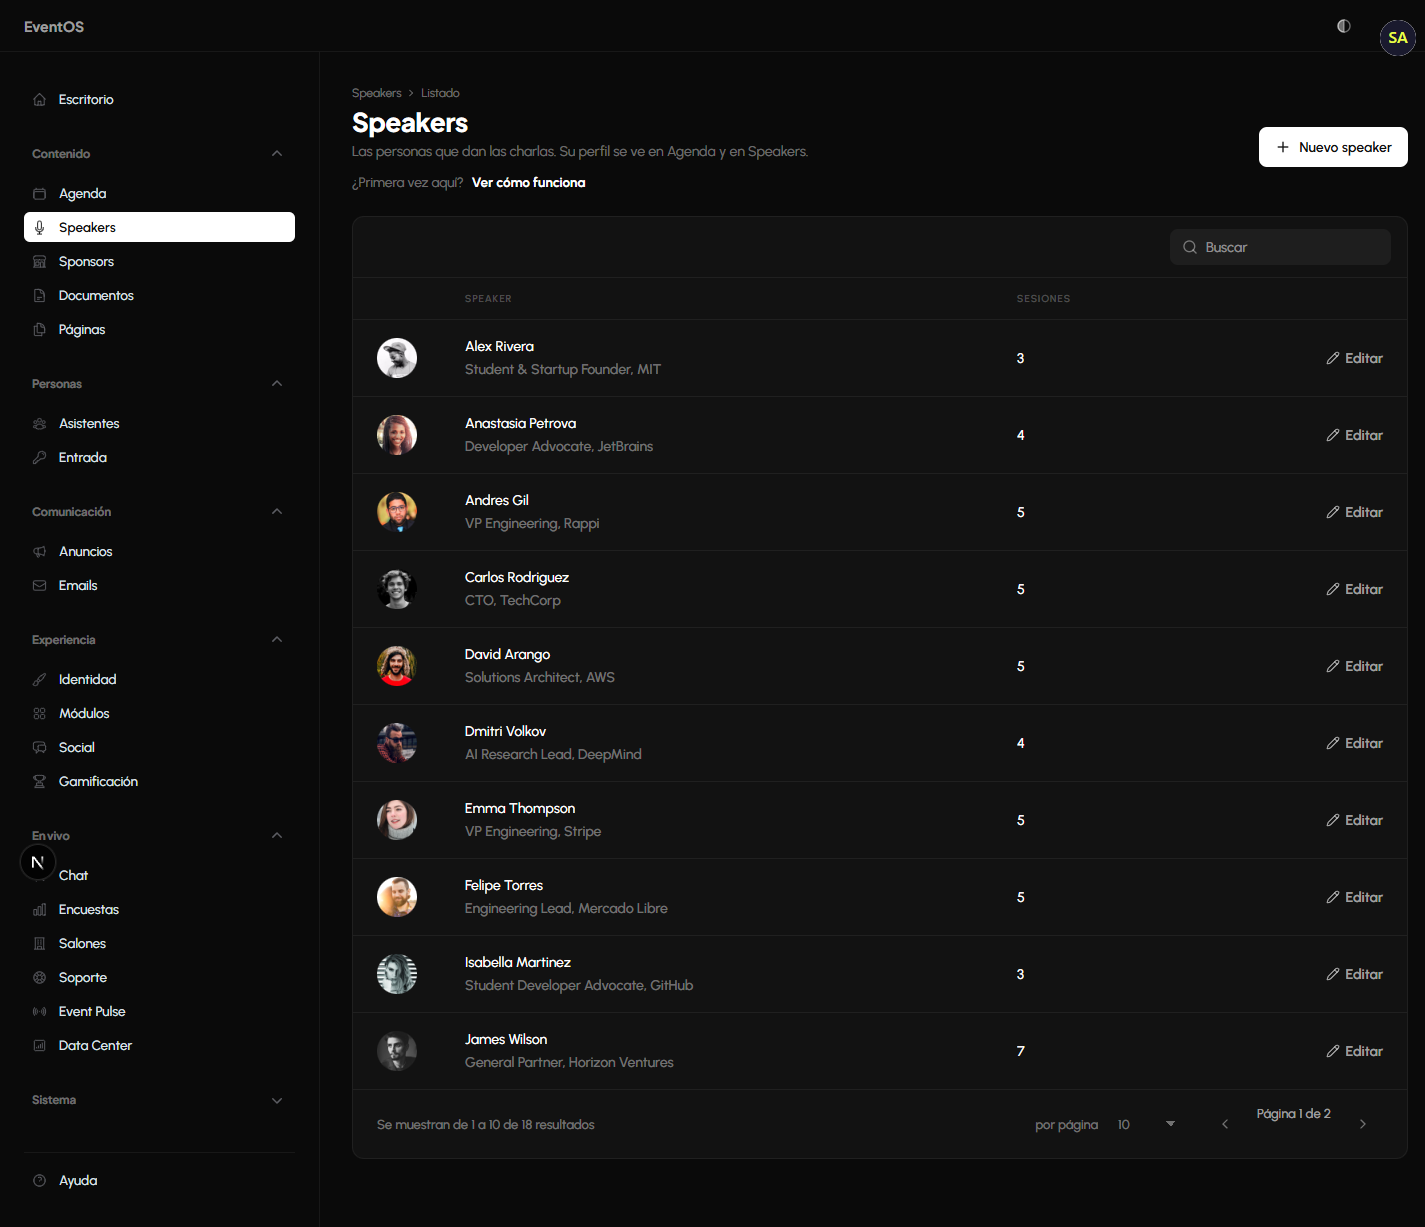 EventOS
SA
Escritorio
Contenido
Agenda
Speakers
Sponsors
Documentos
Páginas
Personas
Asistentes
Entrada
Comunicación
Anuncios
Emails
Experiencia
Identidad
Módulos
Social
Gamificación
En vivo
N
Chat
Encuestas
Salones
Soporte
Event Pulse
Data Center
Sistema
Ayuda
Speakers > Listado
Speakers
Las personas que dan las charlas. Su perfil se ve en Agenda y en Speakers.
¿Primera vez aquí? Ver cómo funciona
+ Nuevo speaker
Buscar
SPEAKER SESIONES
Alex Rivera
Student & Startup Founder, MIT
3 Editar
Anastasia Petrova
Developer Advocate, JetBrains
4 Editar
Andres Gil
VP Engineering, Rappi
5 Editar
Carlos Rodriguez
CTO, TechCorp
5 Editar
David Arango
Solutions Architect, AWS
5 Editar
Dmitri Volkov
AI Research Lead, DeepMind
4 Editar
Emma Thompson
VP Engineering, Stripe
5 Editar
Felipe Torres
Engineering Lead, Mercado Libre
5 Editar
Isabella Martinez
Student Developer Advocate, GitHub
3 Editar
James Wilson
General Partner, Horizon Ventures
7 Editar
Se muestran de 1 a 10 de 18 resultados
por página 10
Página 1 de 2